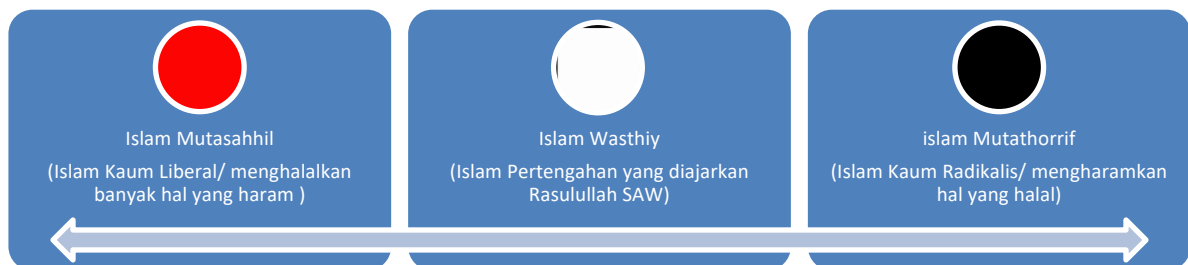 Islam Mutasahhil
(Islam Kaum Liberal/ menghalalkan
banyak hal yang haram )
Islam Wasthiy
(Islam Pertengahan yang diajarkan
Rasulullah SAW)
islam Mutathorrif
(Islam Kaum Radikalis/ mengharamkan
hal yang halal)